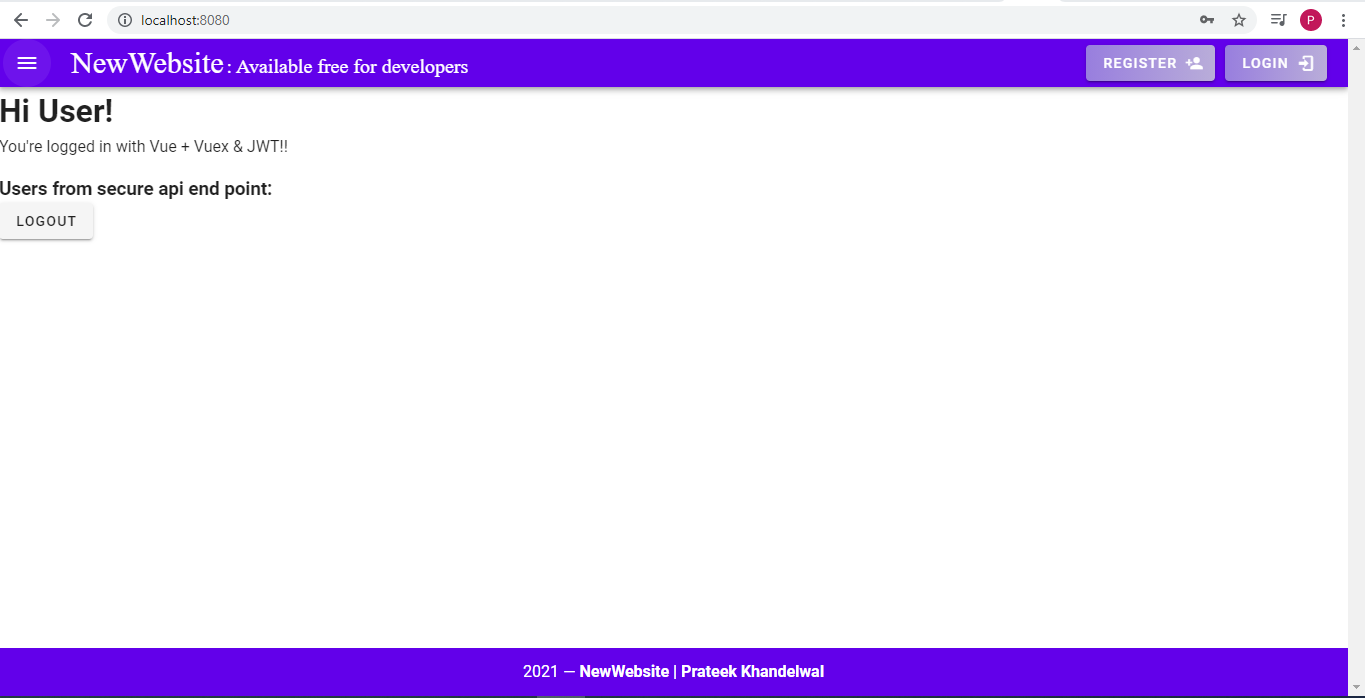 localhost:8080
P
NewWebsite : Available free for developers
REGISTER
LOGIN
Hi User!
You're logged in with Vue + Vuex & JWT!!
Users from secure api end point:
LOGOUT
2021 — NewWebsite | Prateek Khandelwal